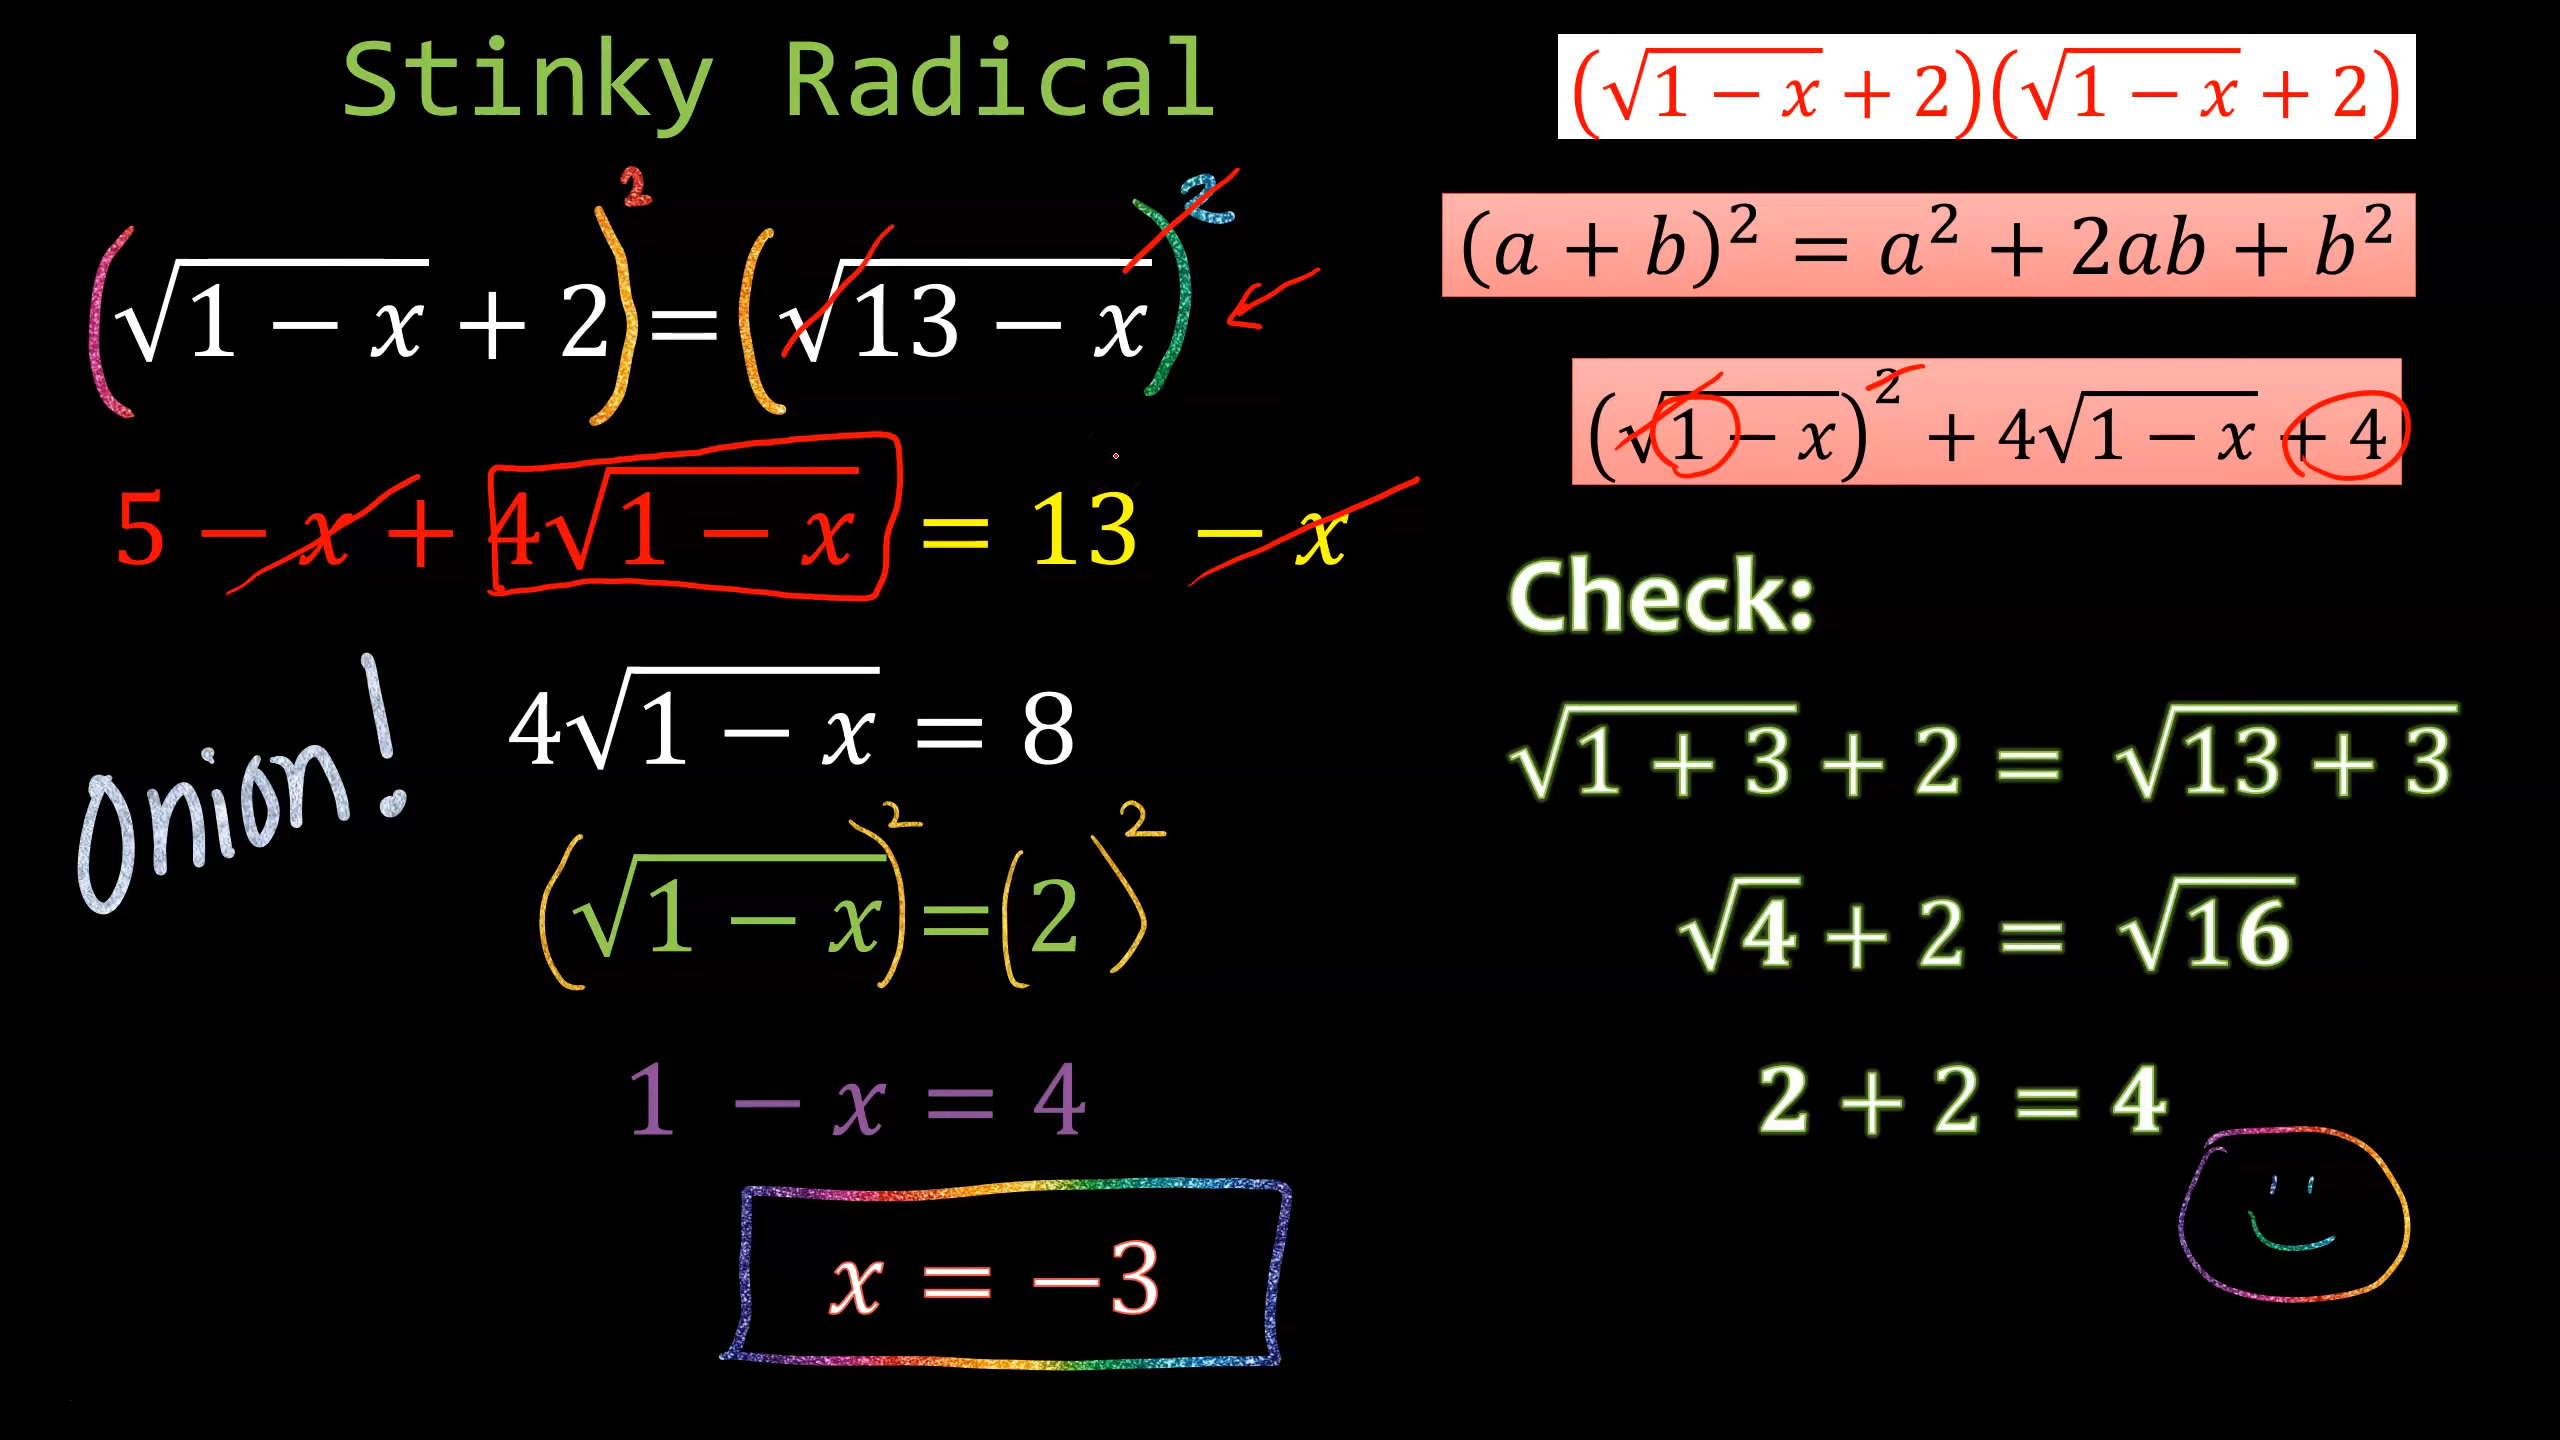 Stinky Radical
(√(1 − x) + 2)² = (√(13 − x))²
5 − x + 4√(1 − x) = 13 − x
Onion!
4√(1 − x) = 8
(√(1 − x))² = (2)²
1 − x = 4
x = −3
(√(1 − x) + 2)(√(1 − x) + 2)
(a + b)² = a² + 2ab + b²
(√(1 − x))² + 4√(1 − x) + 4
Check:
√(1 + 3) + 2 = √(13 + 3)
√4 + 2 = √16
2 + 2 = 4